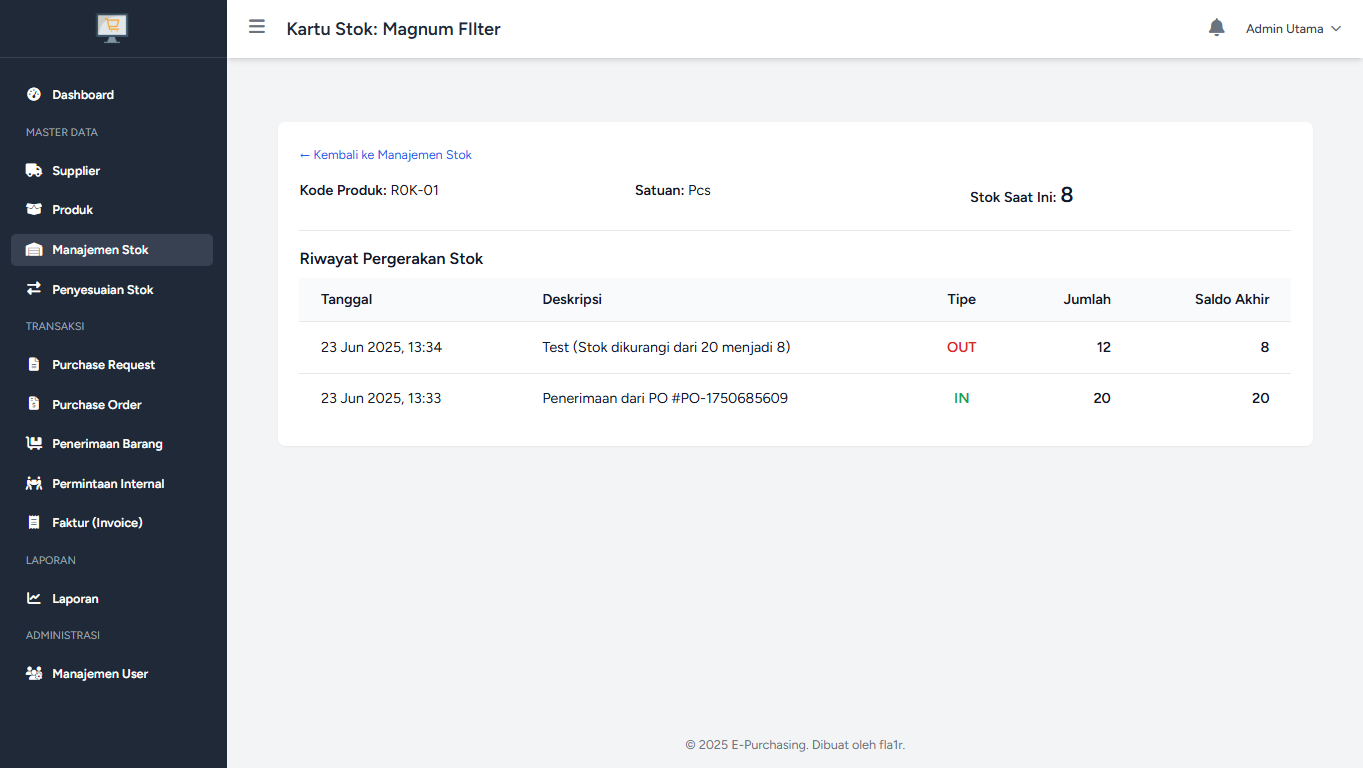 Kartu Stok: Magnum FIlter
Admin Utama
Dashboard
MASTER DATA
Supplier
Produk
Manajemen Stok
Penyesuaian Stok
TRANSAKSI
Purchase Request
Purchase Order
Penerimaan Barang
Permintaan Internal
Faktur (Invoice)
LAPORAN
Laporan
ADMINISTRASI
Manajemen User
← Kembali ke Manajemen Stok
Kode Produk: R0K-01 Satuan: Pcs Stok Saat Ini: 8
Riwayat Pergerakan Stok
Tanggal Deskripsi Tipe Jumlah Saldo Akhir
23 Jun 2025, 13:34 Test (Stok dikurangi dari 20 menjadi 8) OUT 12 8
23 Jun 2025, 13:33 Penerimaan dari PO #PO-1750685609 IN 20 20
© 2025 E-Purchasing. Dibuat oleh fla1r.